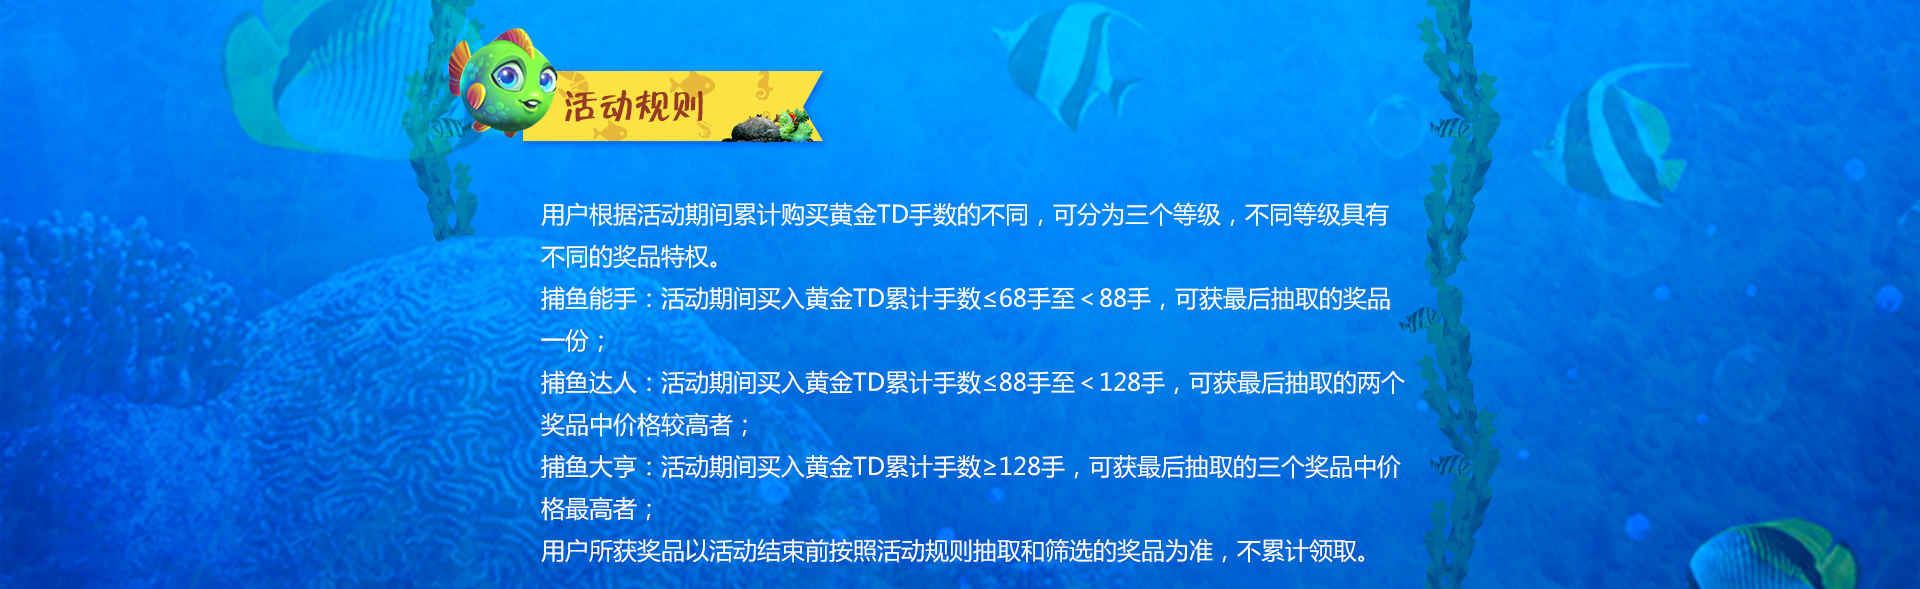 活动规则
用户根据活动期间累计购买黄金TD手数的不同，可分为三个等级，不同等级具有
不同的奖品特权。
捕鱼能手：活动期间买入黄金TD累计手数≤68手至＜88手，可获最后抽取的奖品
一份；
捕鱼达人：活动期间买入黄金TD累计手数≤88手至＜128手，可获最后抽取的两个
奖品中价格较高者；
捕鱼大亨：活动期间买入黄金TD累计手数≥128手，可获最后抽取的三个奖品中价
格最高者；
用户所获奖品以活动结束前按照活动规则抽取和筛选的奖品为准，不累计领取。